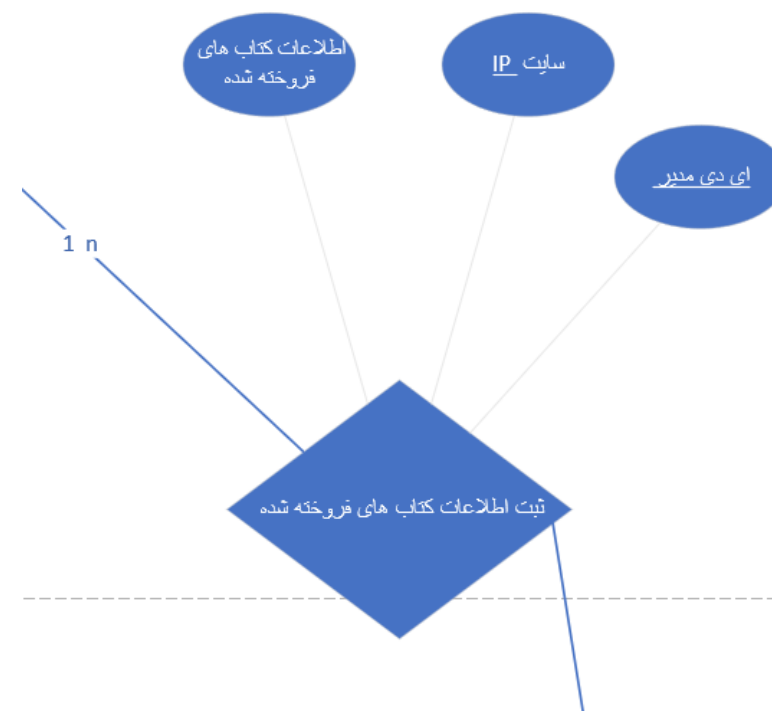 اطلاعات کتاب های
فروخته شده
سایت IP
ای دی مدیر
1 n
ثبت اطلاعات کتاب های فروخته شده